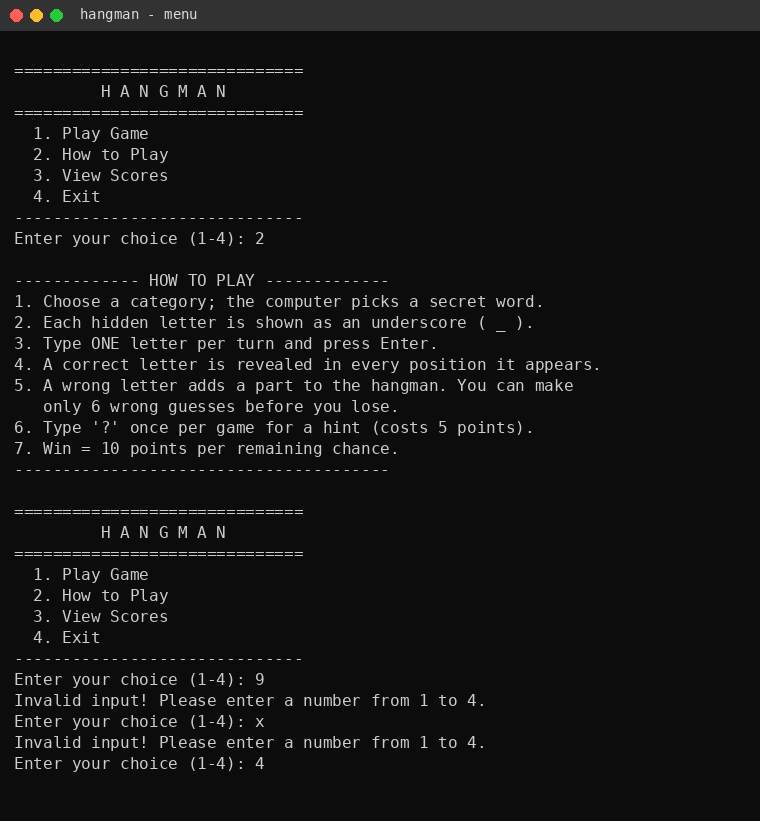 hangman - menu
==============================
H A N G M A N
==============================
1. Play Game
2. How to Play
3. View Scores
4. Exit
------------------------------
Enter your choice (1-4): 2
------------- HOW TO PLAY -------------
1. Choose a category; the computer picks a secret word.
2. Each hidden letter is shown as an underscore ( _ ).
3. Type ONE letter per turn and press Enter.
4. A correct letter is revealed in every position it appears.
5. A wrong letter adds a part to the hangman. You can make
only 6 wrong guesses before you lose.
6. Type '?' once per game for a hint (costs 5 points).
7. Win = 10 points per remaining chance.
---------------------------------------
==============================
H A N G M A N
==============================
1. Play Game
2. How to Play
3. View Scores
4. Exit
------------------------------
Enter your choice (1-4): 9
Invalid input! Please enter a number from 1 to 4.
Enter your choice (1-4): x
Invalid input! Please enter a number from 1 to 4.
Enter your choice (1-4): 4